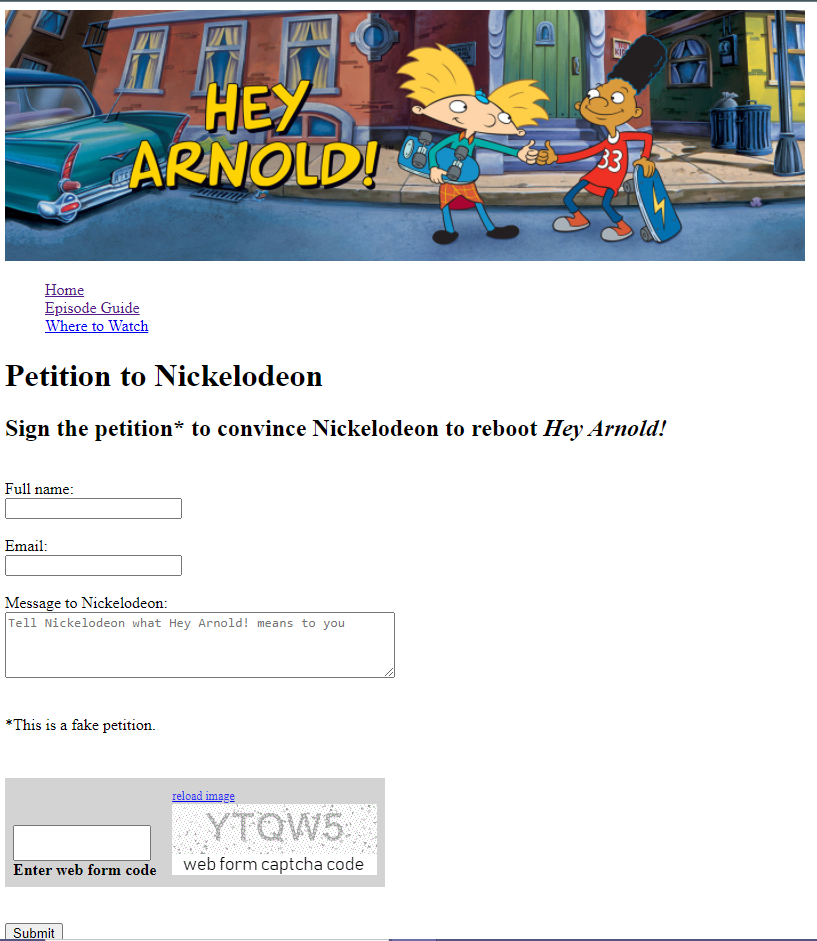 HEY
ARNOLD!
33
Home
Episode Guide
Where to Watch
Petition to Nickelodeon
Sign the petition* to convince Nickelodeon to reboot Hey Arnold!
Full name:
Email:
Message to Nickelodeon:
Tell Nickelodeon what Hey Arnold! means to you
*This is a fake petition.
reload image
YTQW5
web form captcha code
Enter web form code
Submit